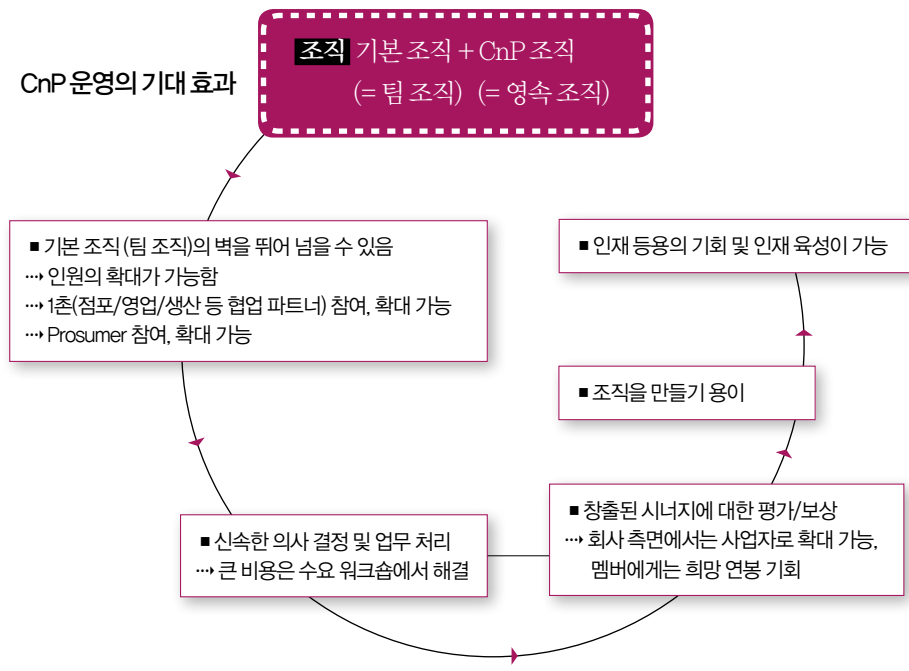 CnP 운영의 기대 효과
조직 기본 조직 + CnP 조직
(= 팀 조직) (= 영속 조직)
■ 기본 조직 (팀 조직)의 벽을 뛰어 넘을 수 있음
···→ 인원의 확대가 가능함
···→ 1촌(점포/영업/생산 등 협업 파트너) 참여, 확대 가능
···→ Prosumer 참여, 확대 가능
■ 신속한 의사 결정 및 업무 처리
···→ 큰 비용은 수요 워크숍에서 해결
■ 창출된 시너지에 대한 평가/보상
···→ 회사 측면에서는 사업자로 확대 가능,
멤버에게는 희망 연봉 기회
■ 조직을 만들기 용이
■ 인재 등용의 기회 및 인재 육성이 가능